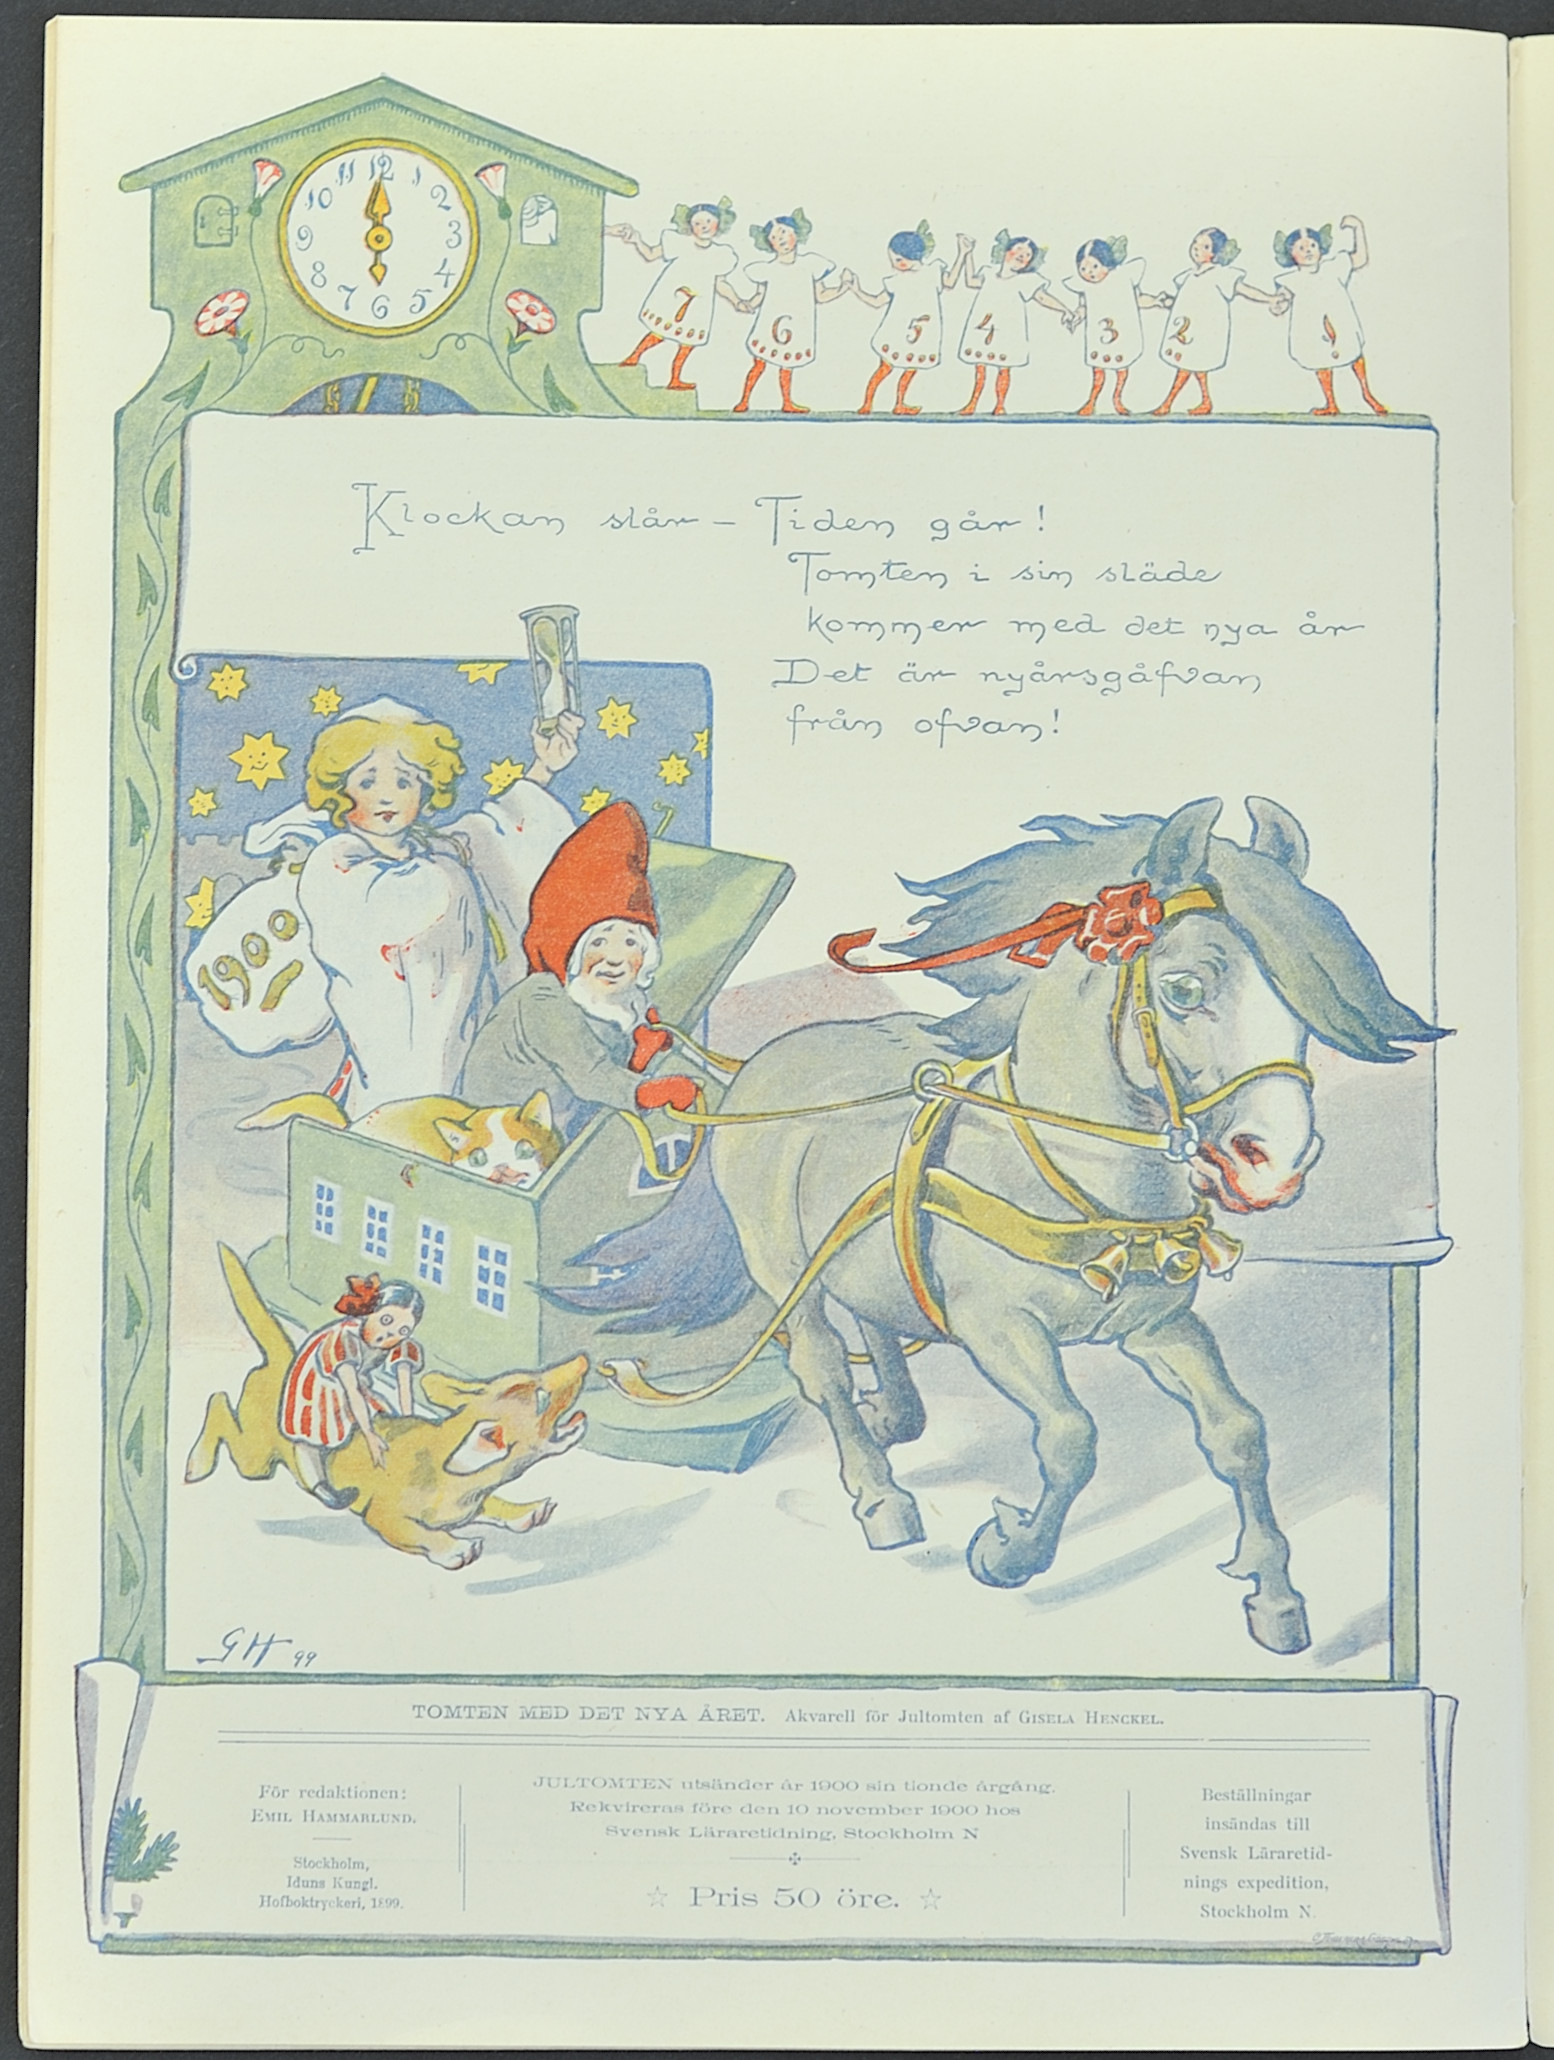 11 12 1
10 2
9 3
8 4
7 6 5
7 6 5 4 3 2 1
Klockan slår – Tiden går!
Tomten i sin släde
kommer med det nya år
Det är nyårsgåfvan
från ofvan!
1900
GH 99
TOMTEN MED DET NYA ÅRET. Akvarell för Jultomten af GISELA HENCKEL.
För redaktionen:
EMIL HAMMARLUND.
Stockholm,
Iduns Kungl.
Hofboktryckeri, 1899.
JULTOMTEN utsänder år 1900 sin tionde årgång.
Rekvireras före den 10 november 1900 hos
Svensk Läraretidning, Stockholm N
☆ Pris 50 öre. ☆
Beställningar
insändas till
Svensk Läraretid-
nings expedition,
Stockholm N.